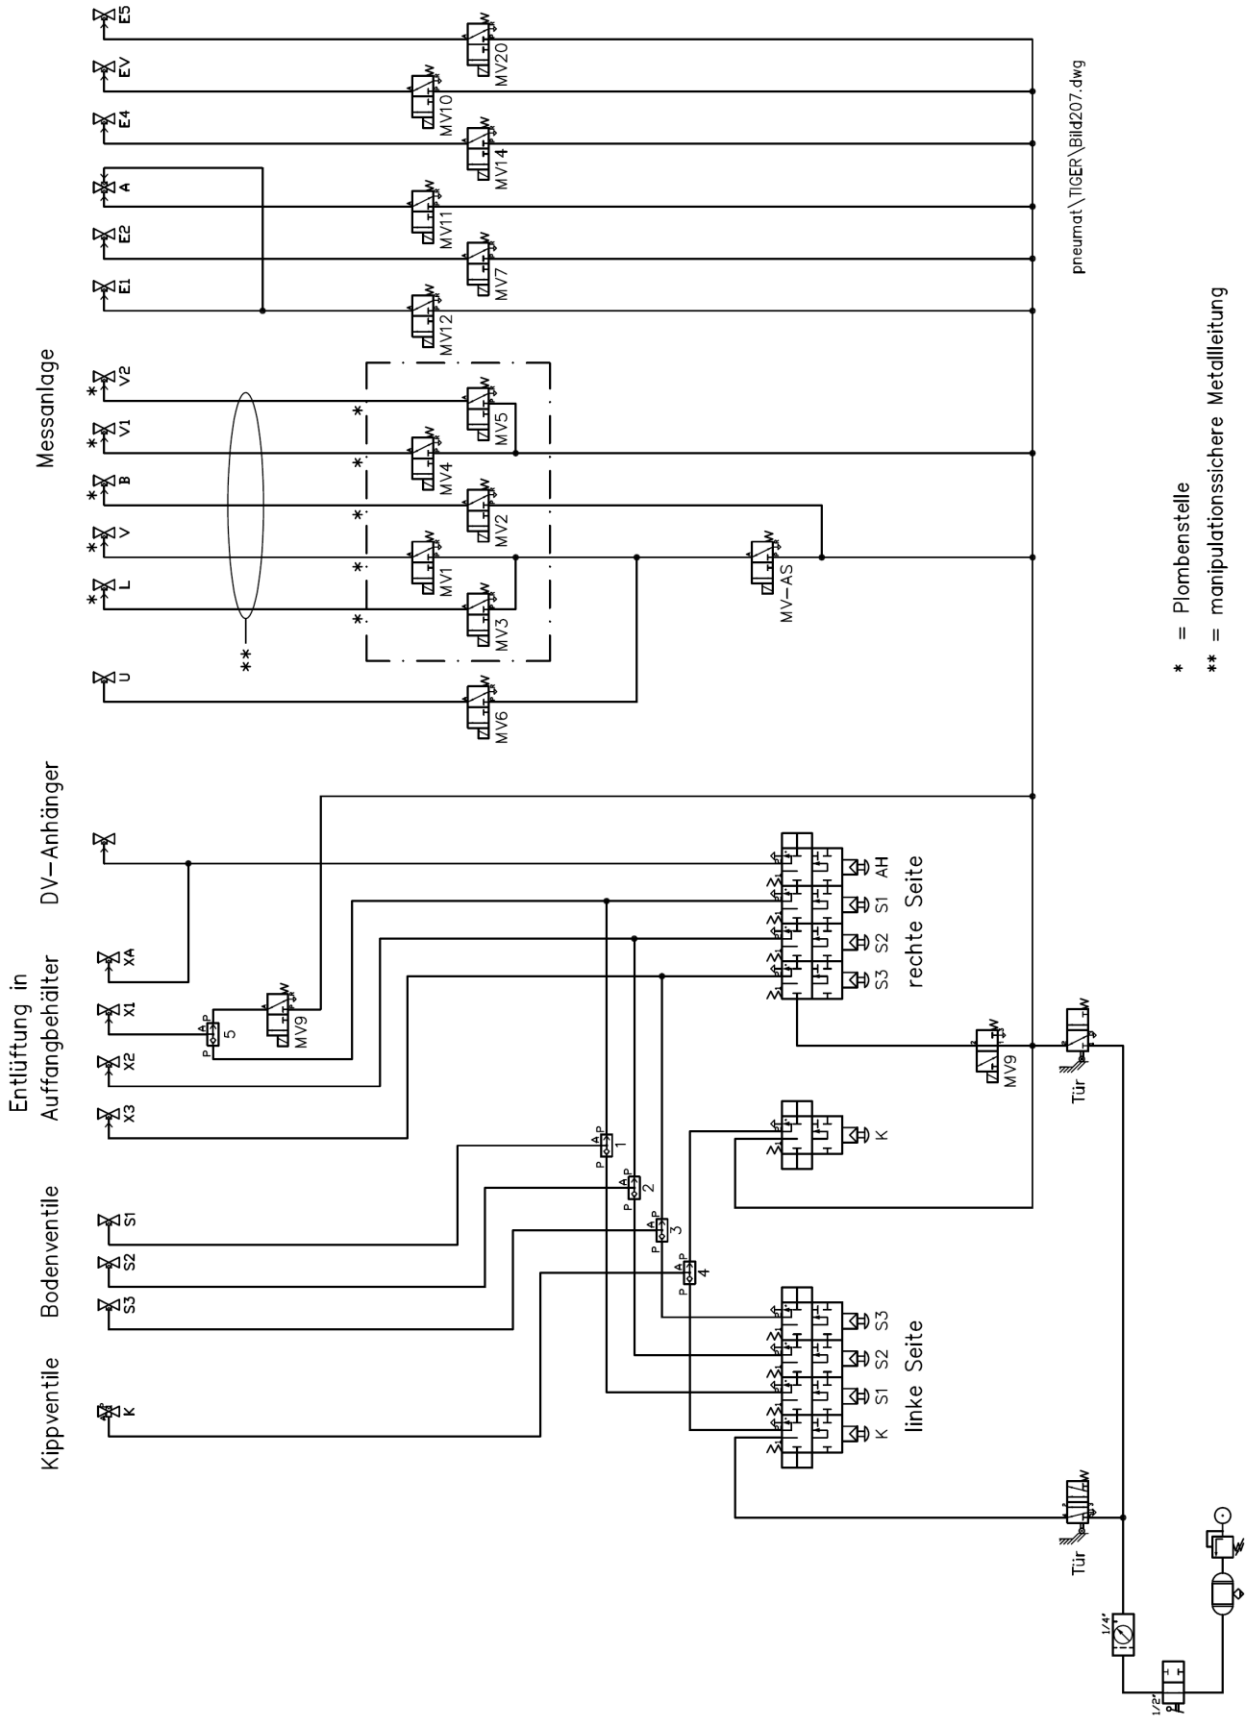 Entlüftung in
Kippventile
Bodenventile
Auffangbehälter
DV-Anhänger
Messanlage
K
S3
S2
S1
X3
X2
X1
XA
U
* L
* V
* B
* V1
* V2
E1
E2
A
E4
EV
E5
**
* * * * *
P A P 5
MV9
MV6
MV3
MV1
MV2
MV4
MV5
MV12
MV7
MV11
MV14
MV10
MV20
P A P 1
P A P 2
P A P 3
P A P 4
MV-AS
K S1 S2 S3
linke Seite
K
S3 S2 S1 AH
rechte Seite
MV9
Tür
Tür
1/4"
1/2"
pneumat\TIGER\Bild207.dwg
* = Plombenstelle
** = manipulationssichere Metallleitung